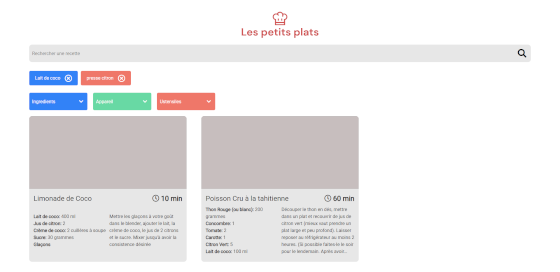 Les petits plats
Rechercher une recette
Lait de coco
presse citron
Ingredients
Appareil
Ustensiles
Limonade de Coco
10 min
Lait de coco: 400 ml
Jus de citron: 2
Crème de coco: 2 cuillères à soupe
Sucre: 30 grammes
Glaçons
Mettre les glaçons à votre goût
dans le blender, ajouter le lait, la
crème de coco, le jus de 2 citrons
et le sucre. Mixer jusqu'à avoir la
consistence désirée
Poisson Cru à la tahitienne
60 min
Thon Rouge (ou blanc): 200
grammes
Concombre: 1
Tomate: 2
Carotte: 1
Citron Vert: 5
Lait de coco: 100 ml
Découper le thon en dés, mettre
dans un plat et recouvrir de jus de
citron vert (mieux vaut prendre un
plat large et peu profond). Laisser
reposer au réfrigérateur au moins 2
heures. (Si possible faites-le le soir
pour le lendemain. Après avoir...